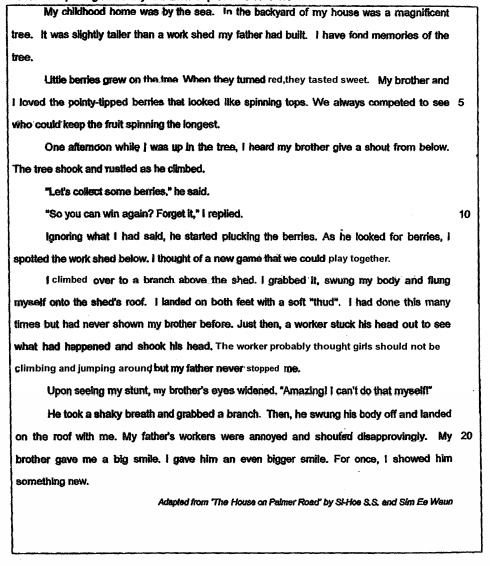 My childhood home was by the sea. In the backyard of my house was a magnificent
tree. It was slightly taller than a work shed my father had built. I have fond memories of the
tree.
Little berries grew on the tree When they turned red,they tasted sweet. My brother and
I loved the pointy-tipped berries that looked like spinning tops. We always competed to see 5
who could keep the fruit spinning the longest.
One afternoon while I was up in the tree, I heard my brother give a shout from below.
The tree shook and rustled as he climbed.
"Let's collect some berries," he said.
"So you can win again? Forget it," I replied. 10
Ignoring what I had said, he started plucking the berries. As he looked for berries, I
spotted the work shed below. I thought of a new game that we could play together.
I climbed over to a branch above the shed. I grabbed it, swung my body and flung
myself onto the shed's roof. I landed on both feet with a soft "thud". I had done this many
times but had never shown my brother before. Just then, a worker stuck his head out to see
what had happened and shook his head. The worker probably thought girls should not be
climbing and jumping around but my father never stopped me.
Upon seeing my stunt, my brother's eyes widened. "Amazing! I can't do that myself!"
He took a shaky breath and grabbed a branch. Then, he swung his body off and landed
on the roof with me. My father's workers were annoyed and shouted disapprovingly. My 20
brother gave me a big smile. I gave him an even bigger smile. For once, I showed him
something new.
Adapted from "The House on Palmer Road" by Si-Hoe S.S. and Sim Ee Waun